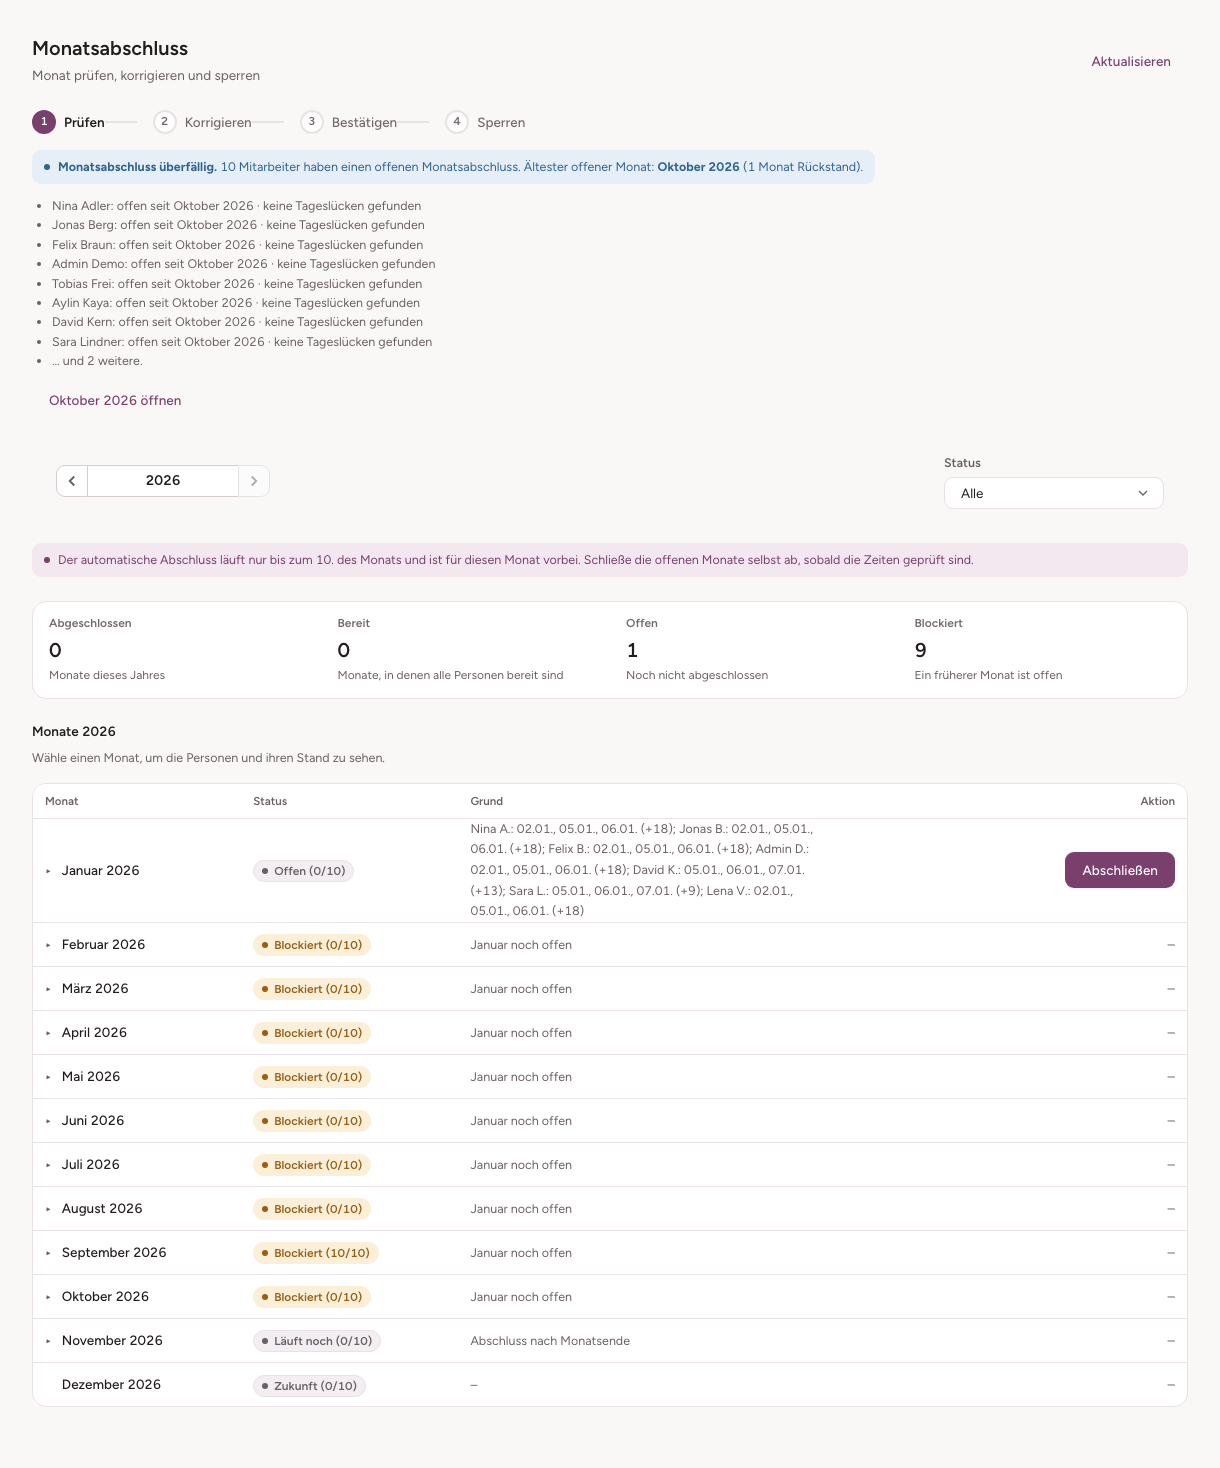 Monatsabschluss
Monat prüfen, korrigieren und sperren
Aktualisieren
1 Prüfen 2 Korrigieren 3 Bestätigen 4 Sperren
Monatsabschluss überfällig. 10 Mitarbeiter haben einen offenen Monatsabschluss. Ältester offener Monat: Oktober 2026 (1 Monat Rückstand).
Nina Adler: offen seit Oktober 2026 · keine Tageslücken gefunden
Jonas Berg: offen seit Oktober 2026 · keine Tageslücken gefunden
Felix Braun: offen seit Oktober 2026 · keine Tageslücken gefunden
Admin Demo: offen seit Oktober 2026 · keine Tageslücken gefunden
Tobias Frei: offen seit Oktober 2026 · keine Tageslücken gefunden
Aylin Kaya: offen seit Oktober 2026 · keine Tageslücken gefunden
David Kern: offen seit Oktober 2026 · keine Tageslücken gefunden
Sara Lindner: offen seit Oktober 2026 · keine Tageslücken gefunden
… und 2 weitere.
Oktober 2026 öffnen
2026
Status
Alle
Der automatische Abschluss läuft nur bis zum 10. des Monats und ist für diesen Monat vorbei. Schließe die offenen Monate selbst ab, sobald die Zeiten geprüft sind.
Abgeschlossen Bereit Offen Blockiert
0 0 1 9
Monate dieses Jahres Monate, in denen alle Personen bereit sind Noch nicht abgeschlossen Ein früherer Monat ist offen
Monate 2026
Wähle einen Monat, um die Personen und ihren Stand zu sehen.
Monat Status Grund Aktion
Januar 2026 Offen (0/10)
Nina A.: 02.01., 05.01., 06.01. (+18); Jonas B.: 02.01., 05.01.,
06.01. (+18); Felix B.: 02.01., 05.01., 06.01. (+18); Admin D.:
02.01., 05.01., 06.01. (+18); David K.: 05.01., 06.01., 07.01.
(+13); Sara L.: 05.01., 06.01., 07.01. (+9); Lena V.: 02.01.,
05.01., 06.01. (+18)
Abschließen
Februar 2026 Blockiert (0/10) Januar noch offen –
März 2026 Blockiert (0/10) Januar noch offen –
April 2026 Blockiert (0/10) Januar noch offen –
Mai 2026 Blockiert (0/10) Januar noch offen –
Juni 2026 Blockiert (0/10) Januar noch offen –
Juli 2026 Blockiert (0/10) Januar noch offen –
August 2026 Blockiert (0/10) Januar noch offen –
September 2026 Blockiert (10/10) Januar noch offen –
Oktober 2026 Blockiert (0/10) Januar noch offen –
November 2026 Läuft noch (0/10) Abschluss nach Monatsende –
Dezember 2026 Zukunft (0/10) – –